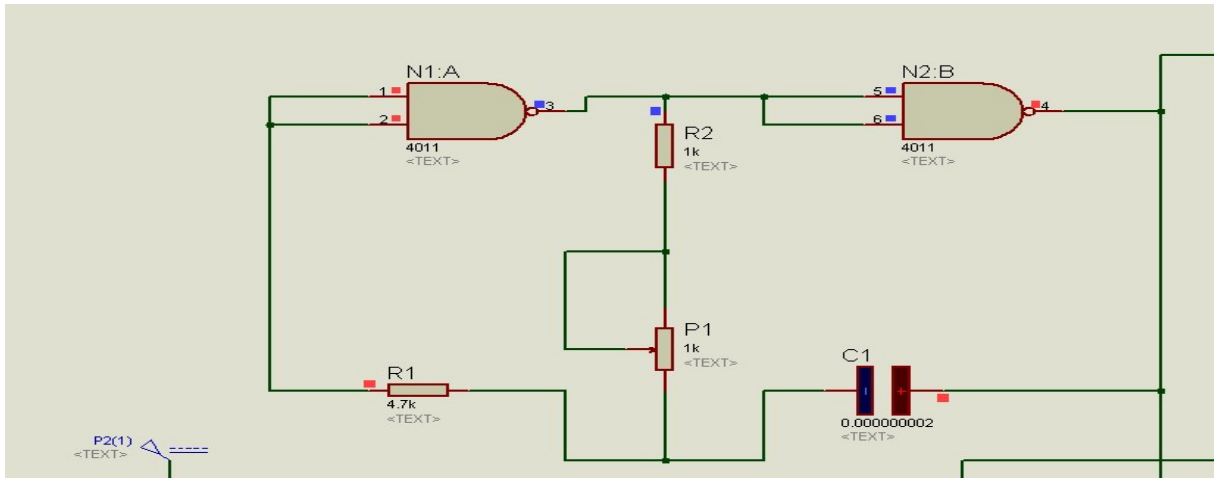 N1:A
1
2
3
4011
<TEXT>
N2:B
5
6
4
4011
<TEXT>
R2
1k
<TEXT>
P1
1k
<TEXT>
R1
4.7k
<TEXT>
C1
- +
0.000000002
<TEXT>
P2(1)
<TEXT>